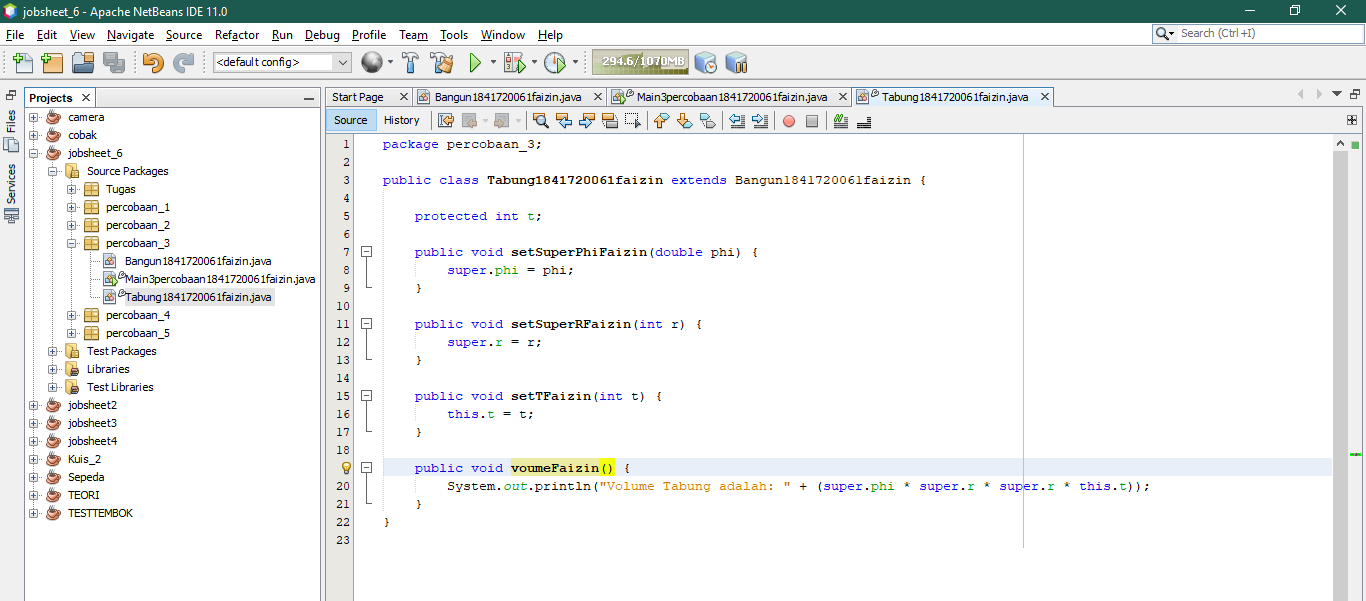 jobsheet_6 - Apache NetBeans IDE 11.0
File Edit View Navigate Source Refactor Run Debug Profile Team Tools Window Help
Search (Ctrl+I)
<default config>
294.6/1070MB
Files
Services
Projects
camera
cobak
jobsheet_6
Source Packages
Tugas
percobaan_1
percobaan_2
percobaan_3
Bangun1841720061faizin.java
Main3percobaan1841720061faizin.java
Tabung1841720061faizin.java
percobaan_4
percobaan_5
Test Packages
Libraries
Test Libraries
jobsheet2
jobsheet3
jobsheet4
Kuis_2
Sepeda
TEORI
TESTTEMBOK
Start Page Bangun1841720061faizin.java Main3percobaan1841720061faizin.java Tabung1841720061faizin.java
Source History
1 package percobaan_3;
2
3 public class Tabung1841720061faizin extends Bangun1841720061faizin {
4
5 protected int t;
6
7 public void setSuperPhiFaizin(double phi) {
8 super.phi = phi;
9 }
10
11 public void setSuperRFaizin(int r) {
12 super.r = r;
13 }
14
15 public void setTFaizin(int t) {
16 this.t = t;
17 }
18
public void voumeFaizin() {
20 System.out.println("Volume Tabung adalah: " + (super.phi * super.r * super.r * this.t));
21 }
22 }
23